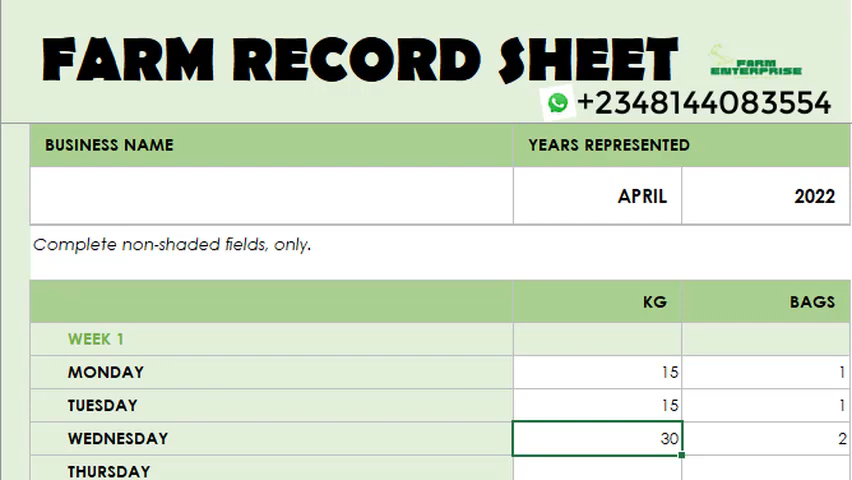 FARM RECORD SHEET
FARM
ENTERPRISE
+2348144083554
BUSINESS NAME YEARS REPRESENTED
APRIL 2022
Complete non-shaded fields, only.
KG BAGS
WEEK 1
MONDAY 15 1
TUESDAY 15 1
WEDNESDAY 30 2
THURSDAY